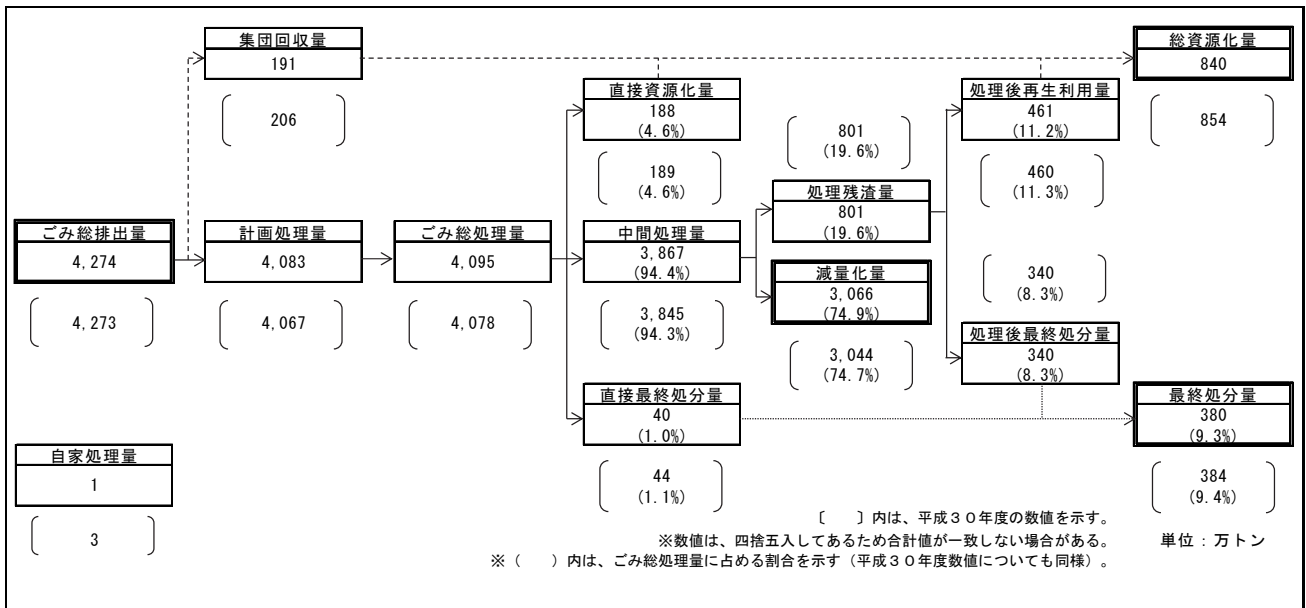 集団回収量
191
206
総資源化量
840
854
直接資源化量
188
(4.6%)
189
(4.6%)
801
(19.6%)
処理後再生利用量
461
(11.2%)
460
(11.3%)
ごみ総排出量
4,274
4,273
計画処理量
4,083
4,067
ごみ総処理量
4,095
4,078
中間処理量
3,867
(94.4%)
3,845
(94.3%)
処理残渣量
801
(19.6%)
減量化量
3,066
(74.9%)
3,044
(74.7%)
340
(8.3%)
処理後最終処分量
340
(8.3%)
直接最終処分量
40
(1.0%)
44
(1.1%)
最終処分量
380
(9.3%)
384
(9.4%)
自家処理量
1
3
〔　　〕内は、平成30年度の数値を示す。
※数値は、四捨五入してあるため合計値が一致しない場合がある。
※（　　）内は、ごみ総処理量に占める割合を示す（平成３０年度数値についても同様）。
単位：万トン